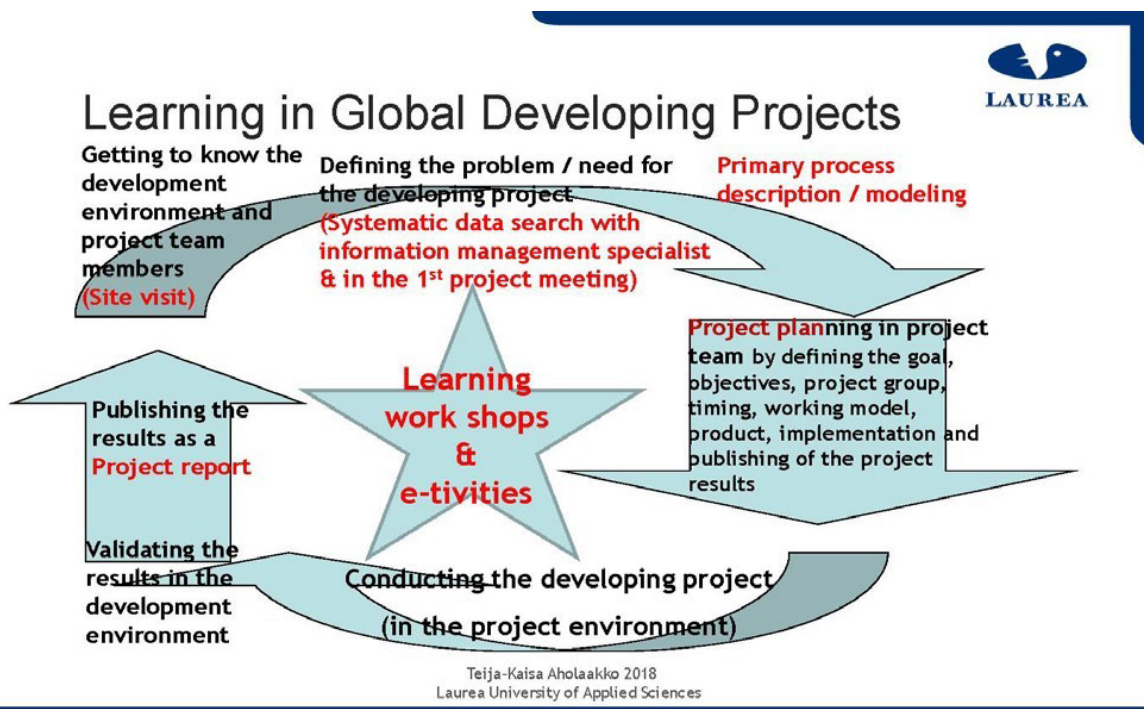 LAUREA
Learning in Global Developing Projects
Getting to know the
development
environment and
project team
members
(Site visit)
Defining the problem / need for
the developing project
(Systematic data search with
information management specialist
& in the 1st project meeting)
Primary process
description / modeling
Project planning in project
team by defining the goal,
objectives, project group,
timing, working model,
product, implementation and
publishing of the project
results
Learning
work shops
&
e-tivities
Publishing the
results as a
Project report
Validating the
results in the
development
environment
Conducting the developing project
(in the project environment)
Teija-Kaisa Aholaakko 2018
Laurea University of Applied Sciences